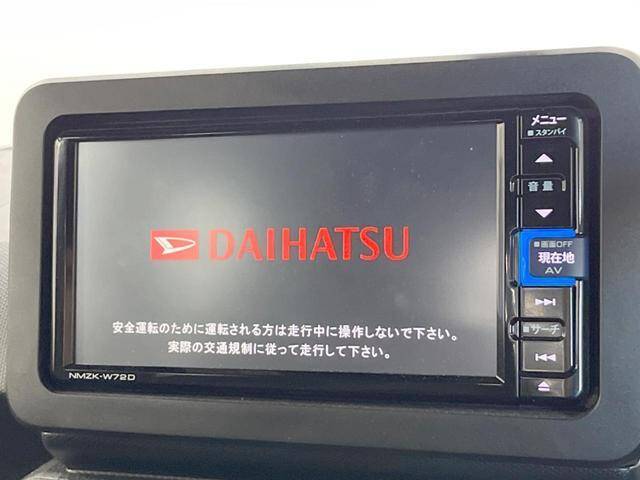 DAIHATSU
安全運転のために運転される方は走行中に操作しないで下さい。
実際の交通規制に従って走行して下さい。
NMZK-W72D
メニュー
スタンバイ
音量
画面OFF
現在地
AV
サーチ